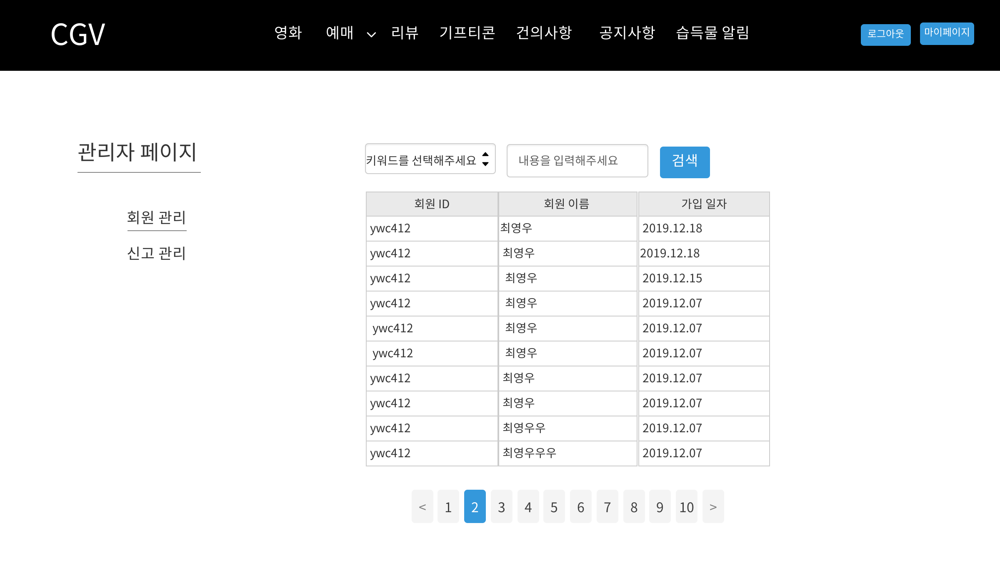 CGV 영화 예매 리뷰 기프티콘 건의사항 공지사항 습득물 알림 로그아웃 마이페이지
관리자 페이지
회원 관리
신고 관리
키워드를 선택해주세요 내용을 입력해주세요 검색
회원 ID 회원 이름 가입 일자
ywc412 최영우 2019.12.18
ywc412 최영우 2019.12.18
ywc412 최영우 2019.12.15
ywc412 최영우 2019.12.07
ywc412 최영우 2019.12.07
ywc412 최영우 2019.12.07
ywc412 최영우 2019.12.07
ywc412 최영우 2019.12.07
ywc412 최영우우 2019.12.07
ywc412 최영우우우 2019.12.07
< 1 2 3 4 5 6 7 8 9 10 >